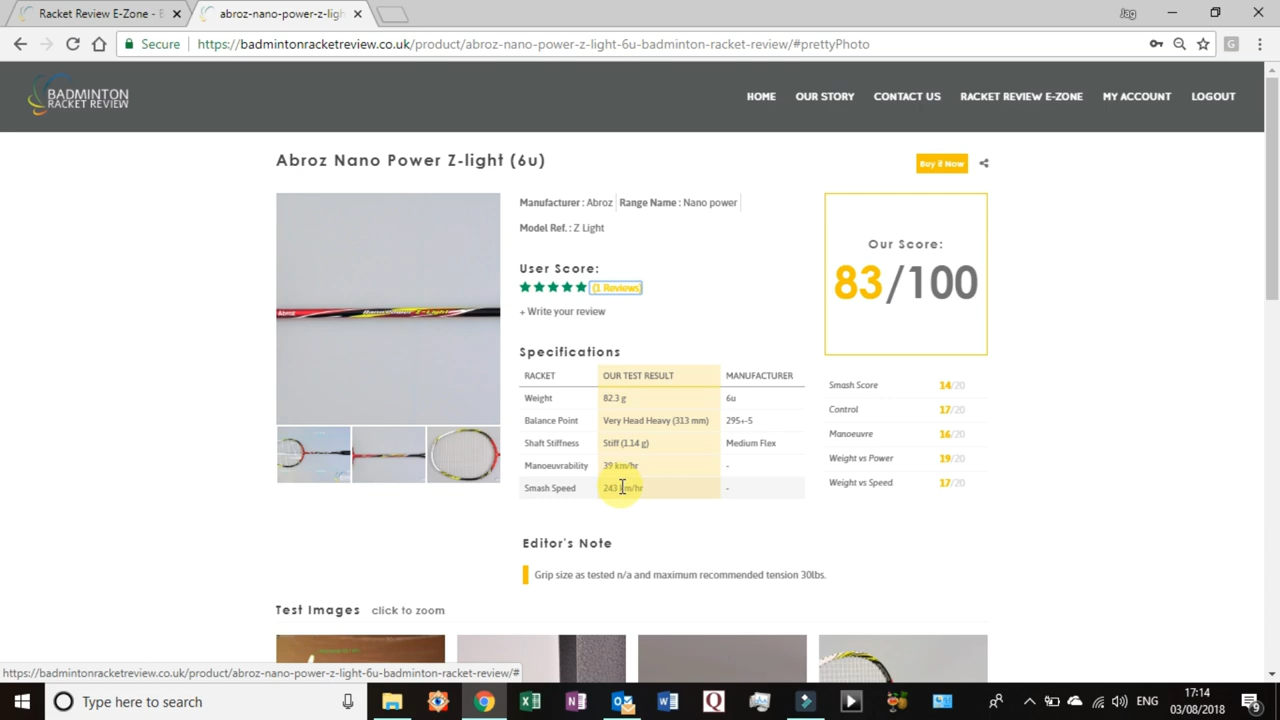 Racket Review E-Zone - E
abroz-nano-power-z-ligh
Jag
Secure
https://badmintonracketreview.co.uk/product/abroz-nano-power-z-light-6u-badminton-racket-review/#prettyPhoto
BADMINTON
RACKET REVIEW
HOME
OUR STORY
CONTACT US
RACKET REVIEW E-ZONE
MY ACCOUNT
LOGOUT
Abroz Nano Power Z-light (6u)
Buy it Now
Manufacturer : Abroz
Range Name : Nano power
Model Ref. : Z Light
User Score:
(1 Reviews)
+ Write your review
Our Score:
83/100
Abroz
Nanopower Z-Light
Specifications
RACKET OUR TEST RESULT MANUFACTURER
Weight 82.3 g 6u
Balance Point Very Head Heavy (313 mm) 295+-5
Shaft Stiffness Stiff (1.14 g) Medium Flex
Manoeuvrability 39 km/hr -
Smash Speed 243 km/hr -
Smash Score 14/20
Control 17/20
Manoeuvre 16/20
Weight vs Power 19/20
Weight vs Speed 17/20
Editor's Note
Grip size as tested n/a and maximum recommended tension 30lbs.
Test Images click to zoom
https://badmintonracketreview.co.uk/product/abroz-nano-power-z-light-6u-badminton-racket-review/#
Type here to search
ENG
17:14
03/08/2018